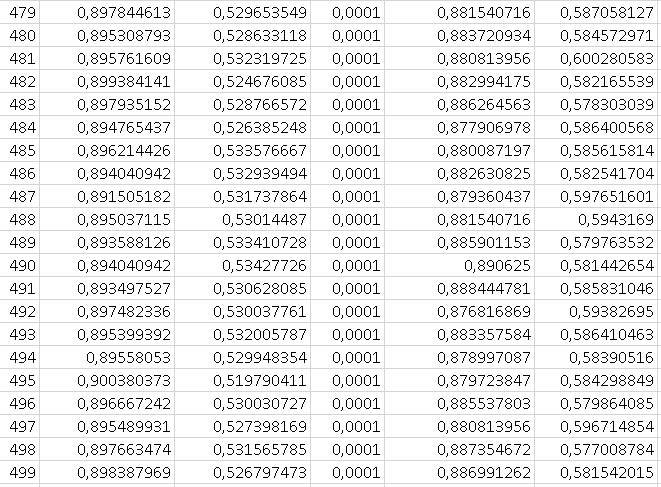 479 0,897844613 0,529653549 0,0001 0,881540716 0,587058127
480 0,895308793 0,528633118 0,0001 0,883720934 0,584572971
481 0,895761609 0,532319725 0,0001 0,880813956 0,600280583
482 0,899384141 0,524676085 0,0001 0,882994175 0,582165539
483 0,897935152 0,528766572 0,0001 0,886264563 0,578303039
484 0,894765437 0,526385248 0,0001 0,877906978 0,586400568
485 0,896214426 0,533576667 0,0001 0,880087197 0,585615814
486 0,894040942 0,532939494 0,0001 0,882630825 0,582541704
487 0,891505182 0,531737864 0,0001 0,879360437 0,597651601
488 0,895037115 0,53014487 0,0001 0,881540716 0,5943169
489 0,893588126 0,533410728 0,0001 0,885901153 0,579763532
490 0,894040942 0,53427726 0,0001 0,890625 0,581442654
491 0,893497527 0,530628085 0,0001 0,888444781 0,585831046
492 0,897482336 0,530037761 0,0001 0,876816869 0,59382695
493 0,895399392 0,532005787 0,0001 0,883357584 0,586410463
494 0,89558053 0,529948354 0,0001 0,878997087 0,58390516
495 0,900380373 0,519790411 0,0001 0,879723847 0,584298849
496 0,896667242 0,530030727 0,0001 0,885537803 0,579864085
497 0,895489931 0,527398169 0,0001 0,880813956 0,596714854
498 0,897663474 0,531565785 0,0001 0,887354672 0,577008784
499 0,898387969 0,526797473 0,0001 0,886991262 0,581542015